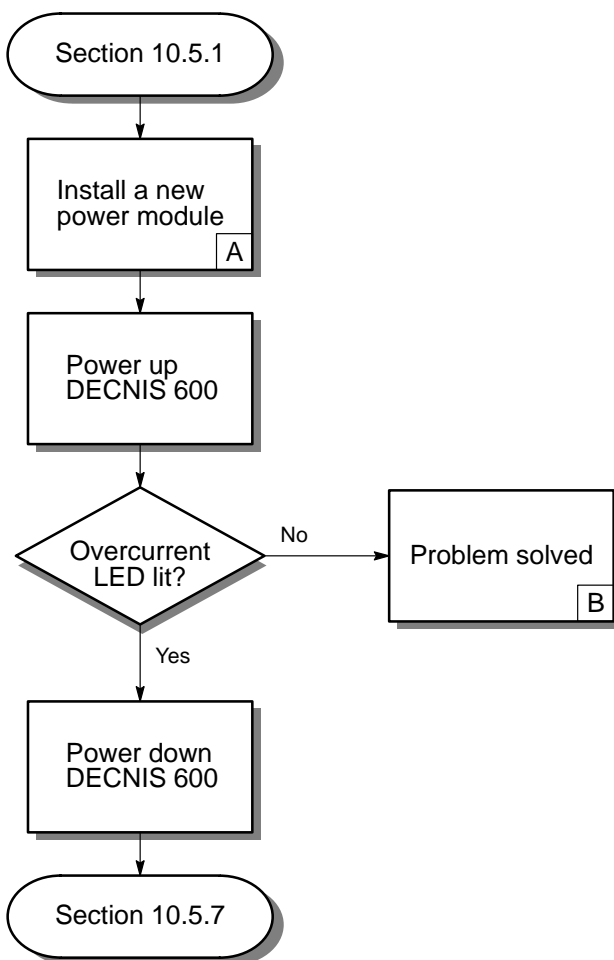 Section 10.5.1
Install a new
power module
A
Power up
DECNIS 600
Overcurrent
LED lit?
No
Problem solved
B
Yes
Power down
DECNIS 600
Section 10.5.7